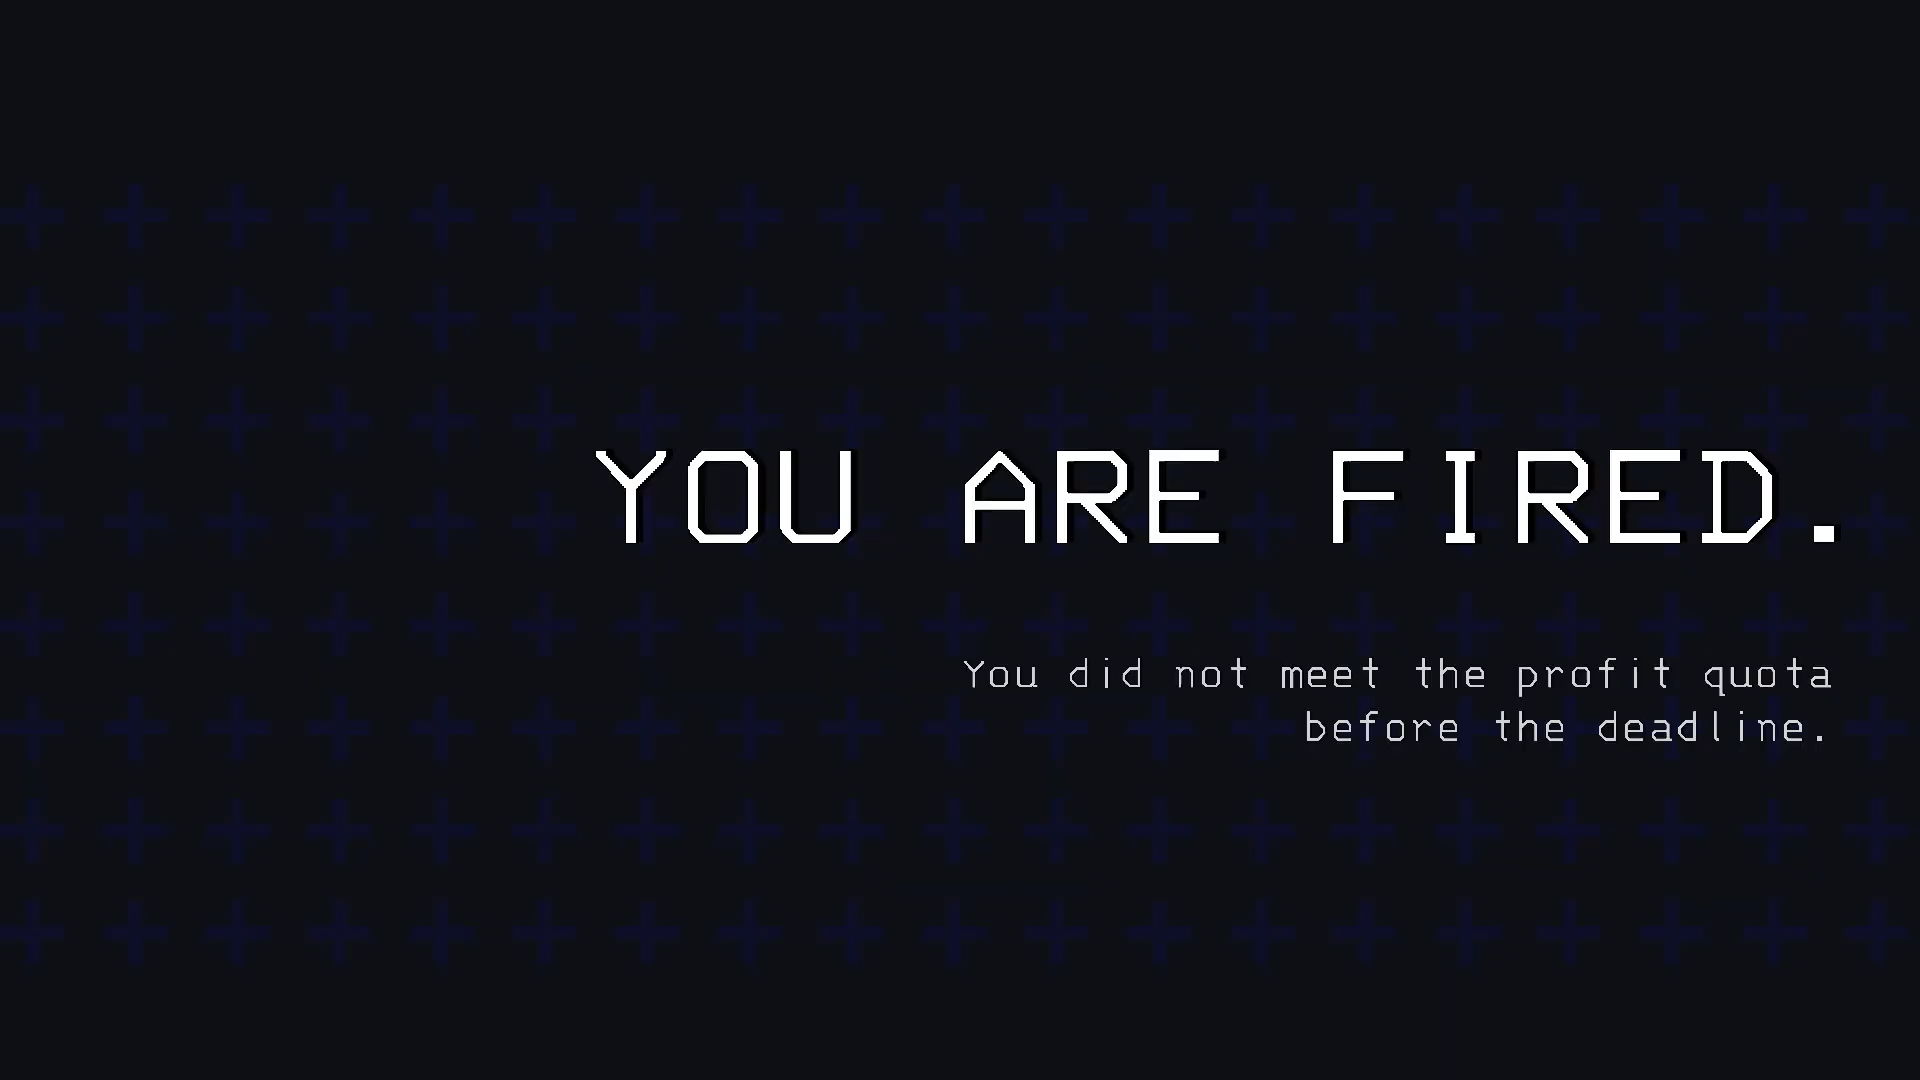 YOU ARE FIRED.
You did not meet the profit quota
before the deadline.